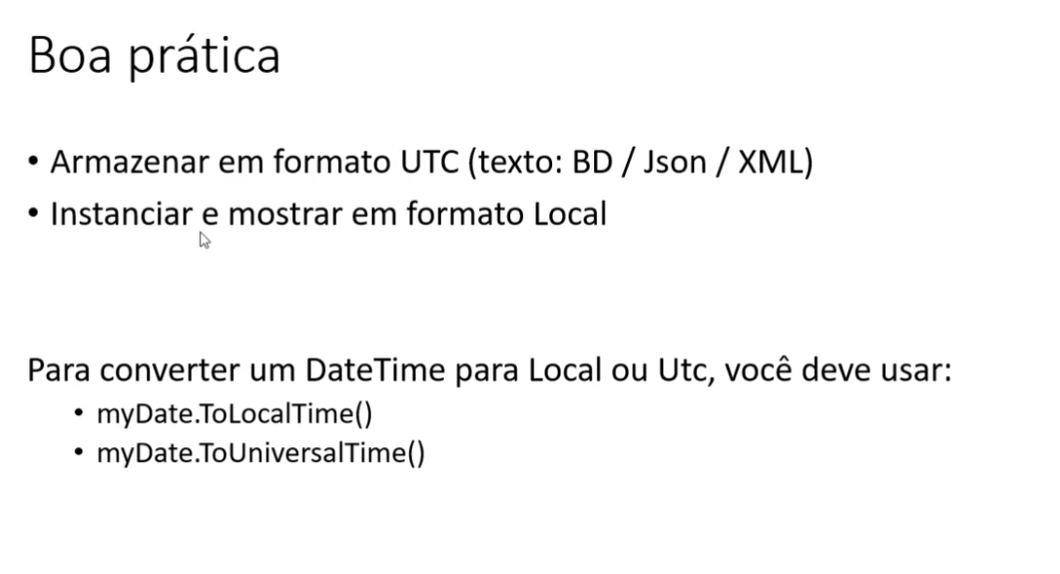 Boa prática
• Armazenar em formato UTC (texto: BD / Json / XML)
• Instanciar e mostrar em formato Local
Para converter um DateTime para Local ou Utc, você deve usar:
• myDate.ToLocalTime()
• myDate.ToUniversalTime()